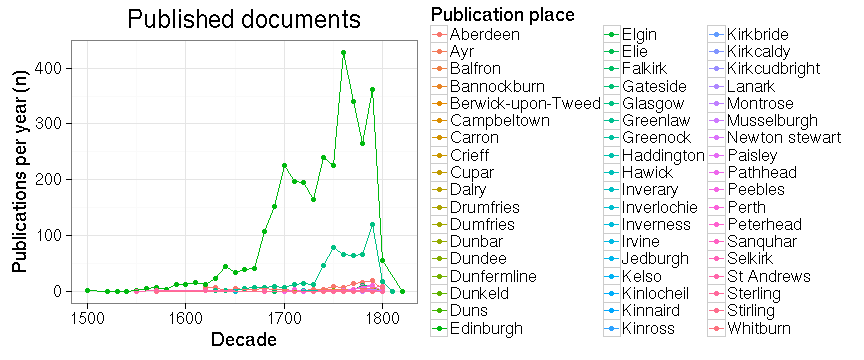 Published documents
Publications per year (n)
400
300
200
100
0
1500
1600
1700
1800
Decade
Publication place
Aberdeen
Ayr
Balfron
Bannockburn
Berwick-upon-Tweed
Campbeltown
Carron
Crieff
Cupar
Dalry
Drumfries
Dumfries
Dunbar
Dundee
Dunfermline
Dunkeld
Duns
Edinburgh
Elgin
Elie
Falkirk
Gateside
Glasgow
Greenlaw
Greenock
Haddington
Hawick
Inverary
Inverlochie
Inverness
Irvine
Jedburgh
Kelso
Kinlocheil
Kinnaird
Kinross
Kirkbride
Kirkcaldy
Kirkcudbright
Lanark
Montrose
Musselburgh
Newton stewart
Paisley
Pathhead
Peebles
Perth
Peterhead
Sanquhar
Selkirk
St Andrews
Sterling
Stirling
Whitburn